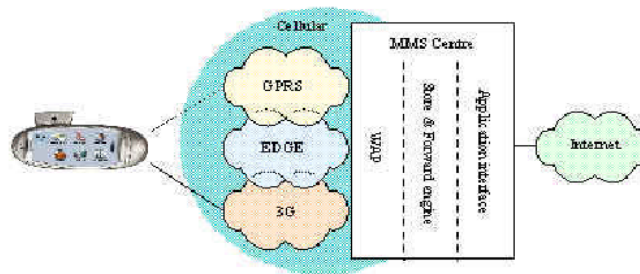 Cellular
MMS Centre
GPRS
EDGE
3G
WAP
Store & Forward engine
Application interface
Internet